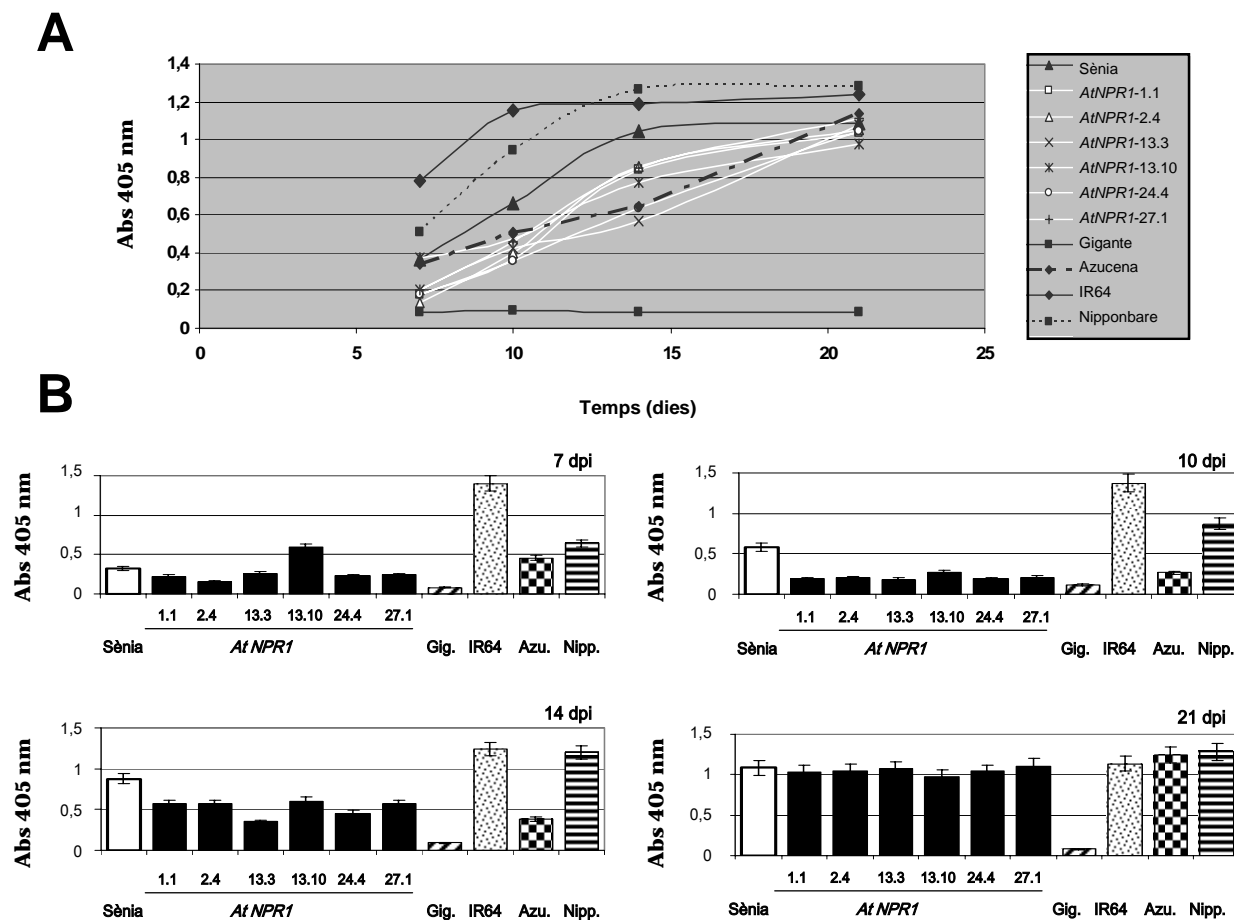 A
1,4
1,2
1
0,8
0,6
0,4
0,2
0
0 5 10 15 20 25
Abs 405 nm
Temps (dies)
Sènia
AtNPR1-1.1
AtNPR1-2.4
AtNPR1-13.3
AtNPR1-13.10
AtNPR1-24.4
AtNPR1-27.1
Gigante
Azucena
IR64
Nipponbare
B
7 dpi
Abs 405 nm
1,5
1
0,5
0
1.1 2.4 13.3 13.10 24.4 27.1
Sènia At NPR1 Gig. IR64 Azu. Nipp.
10 dpi
Abs 405 nm
1,5
1
0,5
0
1.1 2.4 13.3 13.10 24.4 27.1
Sènia At NPR1 Gig. IR64 Azu. Nipp.
14 dpi
Abs 405 nm
1,5
1
0,5
0
1.1 2.4 13.3 13.10 24.4 27.1
Sènia At NPR1 Gig. IR64 Azu. Nipp.
21 dpi
Abs 405 nm
1,5
1
0,5
0
1.1 2.4 13.3 13.10 24.4 27.1
Sènia At NPR1 Gig. IR64 Azu. Nipp.